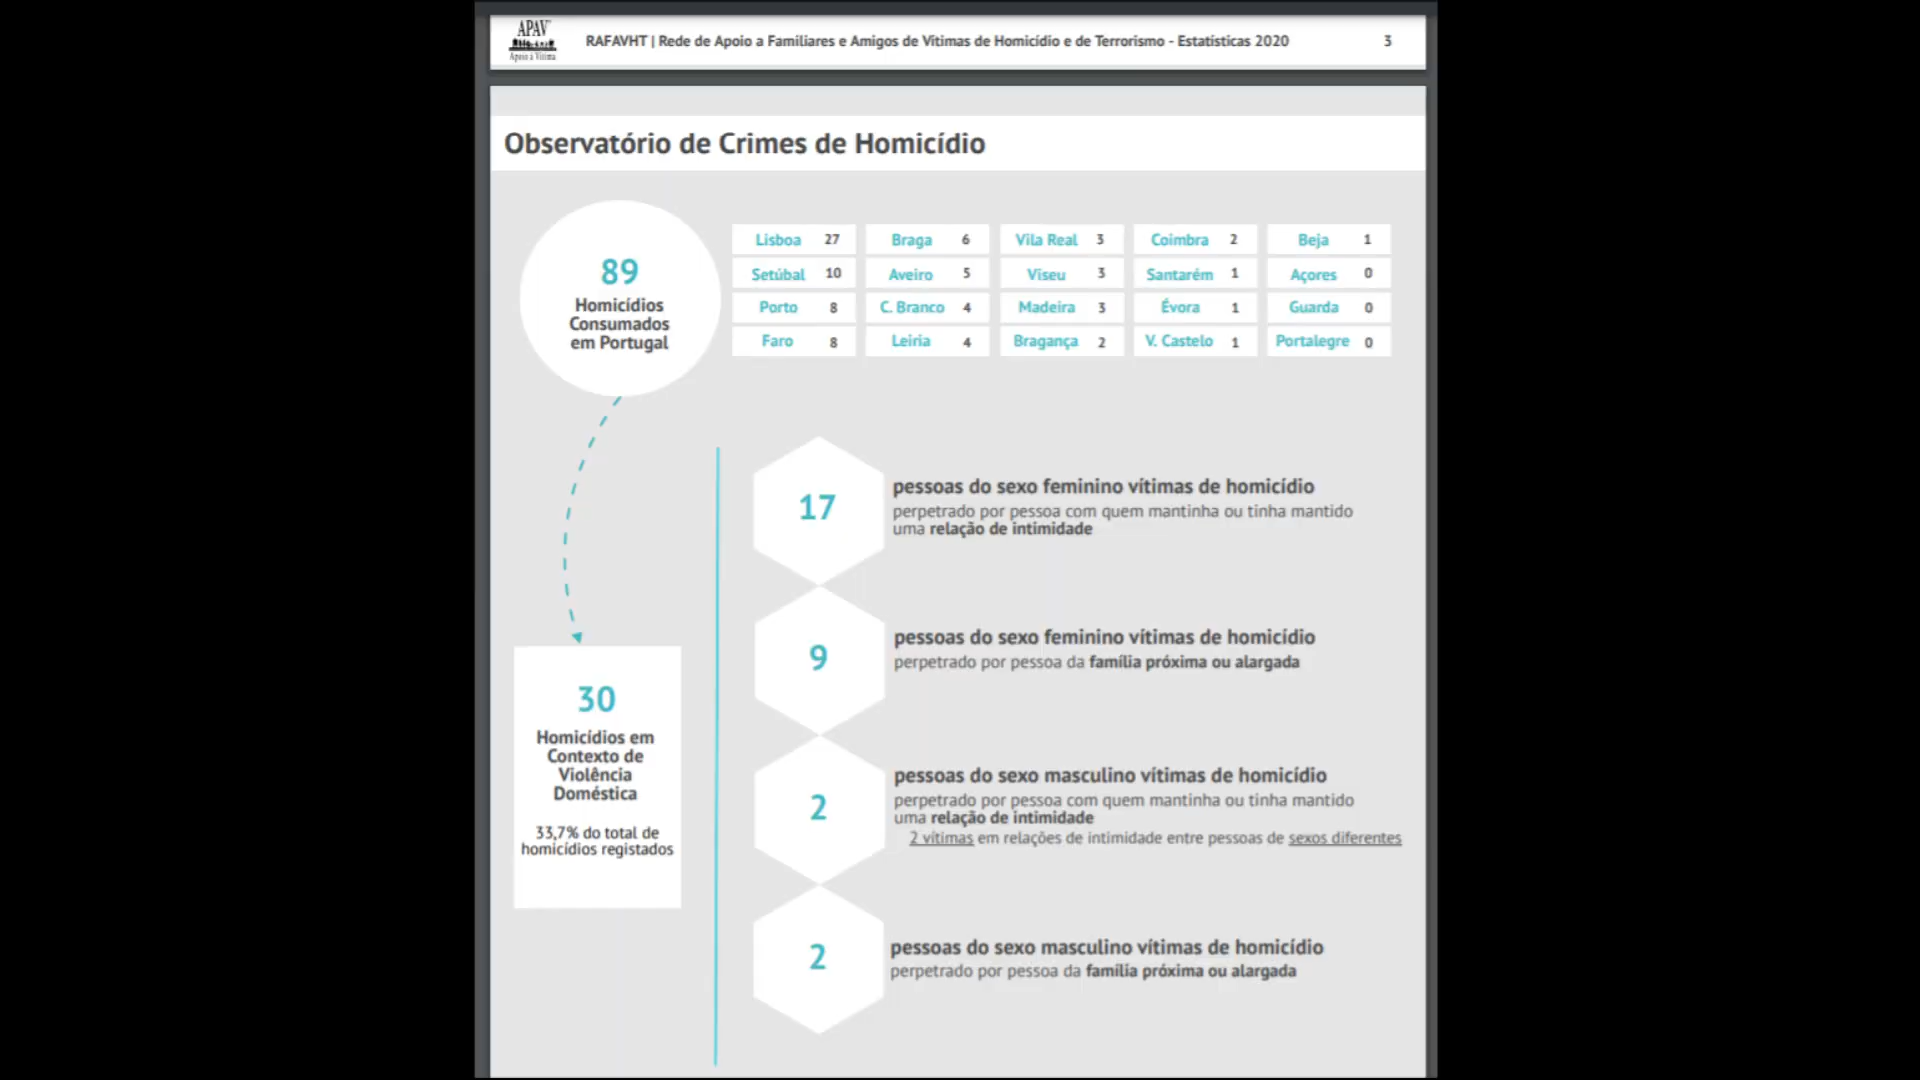 APAV
Apoio à Vítima
RAFAVHT | Rede de Apoio a Familiares e Amigos de Vítimas de Homicídio e de Terrorismo - Estatísticas 2020
3
Observatório de Crimes de Homicídio
89
Homicídios
Consumados
em Portugal
Lisboa 27 Braga 6 Vila Real 3 Coimbra 2 Beja 1
Setúbal 10 Aveiro 5 Viseu 3 Santarém 1 Açores 0
Porto 8 C. Branco 4 Madeira 3 Évora 1 Guarda 0
Faro 8 Leiria 4 Bragança 2 V. Castelo 1 Portalegre 0
30
Homicídios em
Contexto de
Violência
Doméstica
33,7% do total de
homicídios registados
17
pessoas do sexo feminino vítimas de homicídio
perpetrado por pessoa com quem mantinha ou tinha mantido
uma relação de intimidade
9
pessoas do sexo feminino vítimas de homicídio
perpetrado por pessoa da família próxima ou alargada
2
pessoas do sexo masculino vítimas de homicídio
perpetrado por pessoa com quem mantinha ou tinha mantido
uma relação de intimidade
2 vítimas em relações de intimidade entre pessoas de sexos diferentes
2
pessoas do sexo masculino vítimas de homicídio
perpetrado por pessoa da família próxima ou alargada